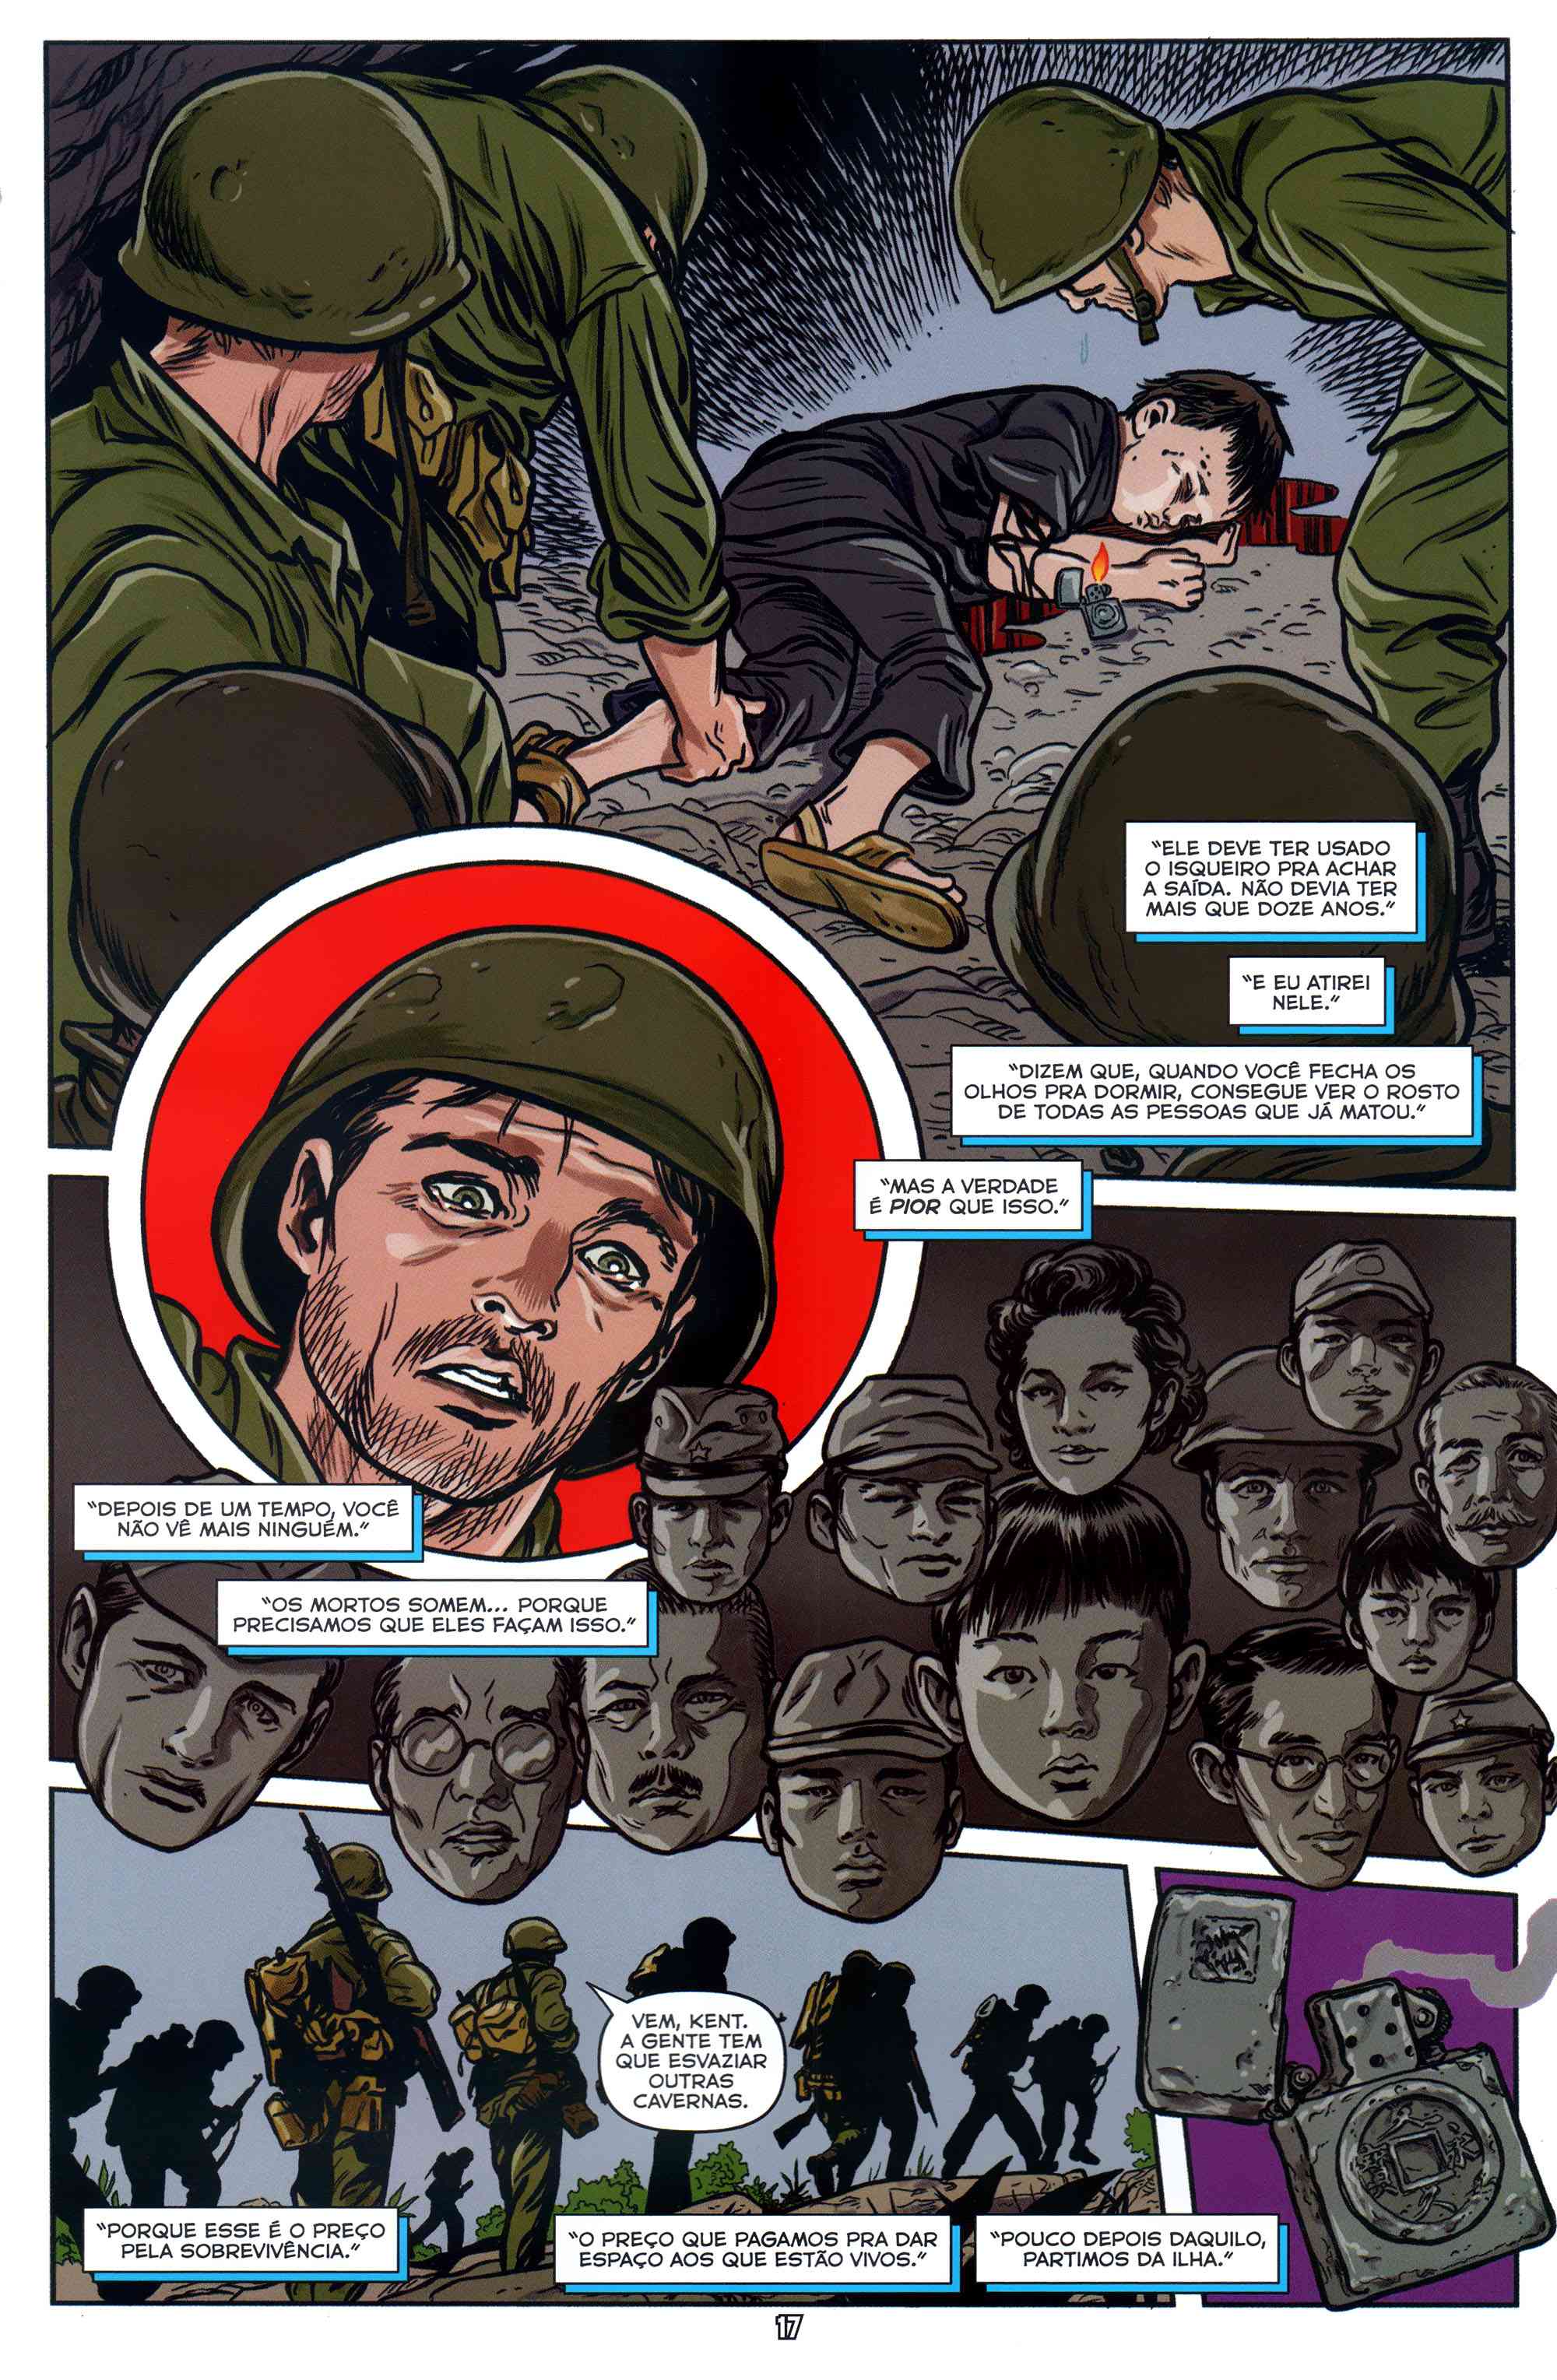 "ELE DEVE TER USADO
O ISQUEIRO PRA ACHAR
A SAÍDA. NÃO DEVIA TER
MAIS QUE DOZE ANOS."
"E EU ATIREI
NELE."
"DIZEM QUE, QUANDO VOCÊ FECHA OS
OLHOS PRA DORMIR, CONSEGUE VER O ROSTO
DE TODAS AS PESSOAS QUE JÁ MATOU."
"MAS A VERDADE
É PIOR QUE ISSO."
"DEPOIS DE UM TEMPO, VOCÊ
NÃO VÊ MAIS NINGUÉM."
"OS MORTOS SOMEM... PORQUE
PRECISAMOS QUE ELES FAÇAM ISSO."
VEM, KENT.
A GENTE TEM
QUE ESVAZIAR
OUTRAS
CAVERNAS.
"PORQUE ESSE É O PREÇO
PELA SOBREVIVÊNCIA."
"O PREÇO QUE PAGAMOS PRA DAR
ESPAÇO AOS QUE ESTÃO VIVOS."
"POUCO DEPOIS DAQUILO,
PARTIMOS DA ILHA."
17